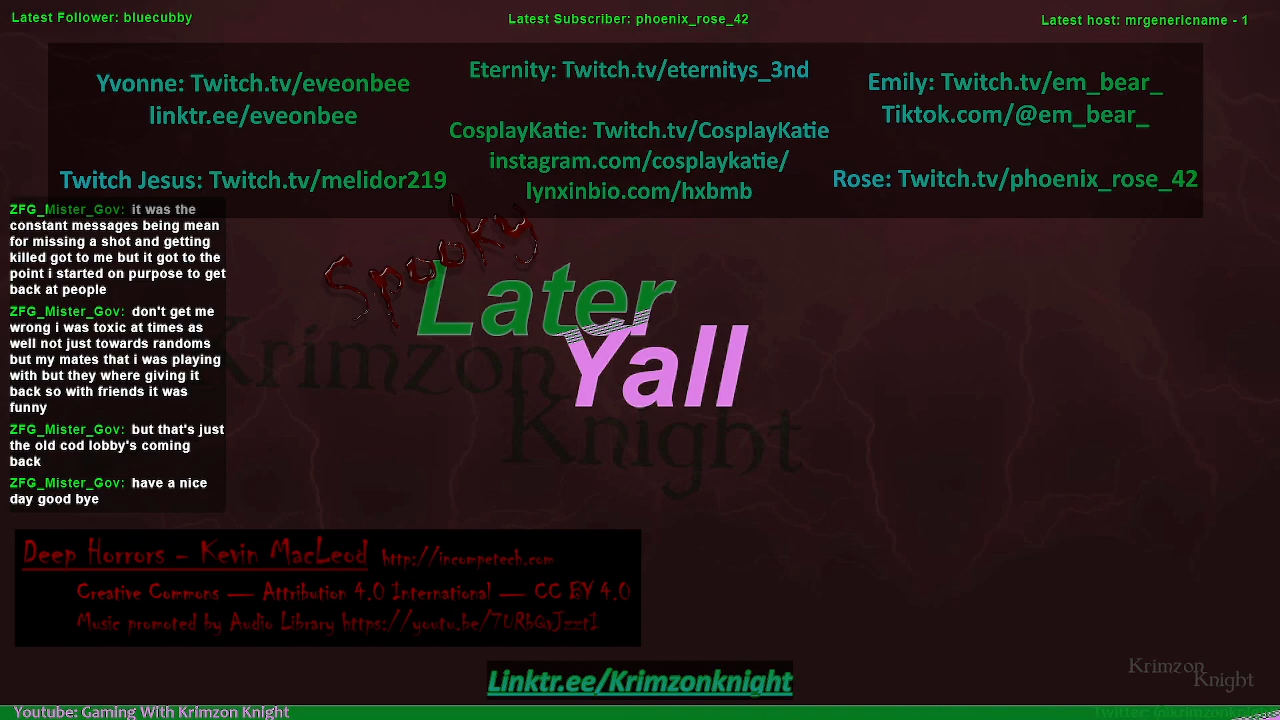 Latest Follower: bluecubby
Latest Subscriber: phoenix_rose_42
Latest host: mrgenericname - 1
Yvonne: Twitch.tv/eveonbee
linktr.ee/eveonbee
Twitch Jesus: Twitch.tv/melidor219
Eternity: Twitch.tv/eternitys_3nd
CosplayKatie: Twitch.tv/CosplayKatie
instagram.com/cosplaykatie/
lynxinbio.com/hxbmb
Emily: Twitch.tv/em_bear_
Tiktok.com/@em_bear_
Rose: Twitch.tv/phoenix_rose_42
ZFG_Mister_Gov: it was the
constant messages being mean
for missing a shot and getting
killed got to me but it got to the
point i started on purpose to get
back at people
ZFG_Mister_Gov: don't get me
wrong i was toxic at times as
well not just towards randoms
but my mates that i was playing
with but they where giving it
back so with friends it was
funny
ZFG_Mister_Gov: but that's just
the old cod lobby's coming
back
ZFG_Mister_Gov: have a nice
day good bye
Spooky
Later
Yall
Krimzon
Knight
Deep Horrors - Kevin MacLeod http://incompetech.com
Creative Commons — Attribution 4.0 International — CC BY 4.0
Music promoted by Audio Library https://youtu.be/7URbQvJzzt1
Linktr.ee/Krimzonknight
Krimzon
Knight
Youtube: Gaming With Krimzon Knight